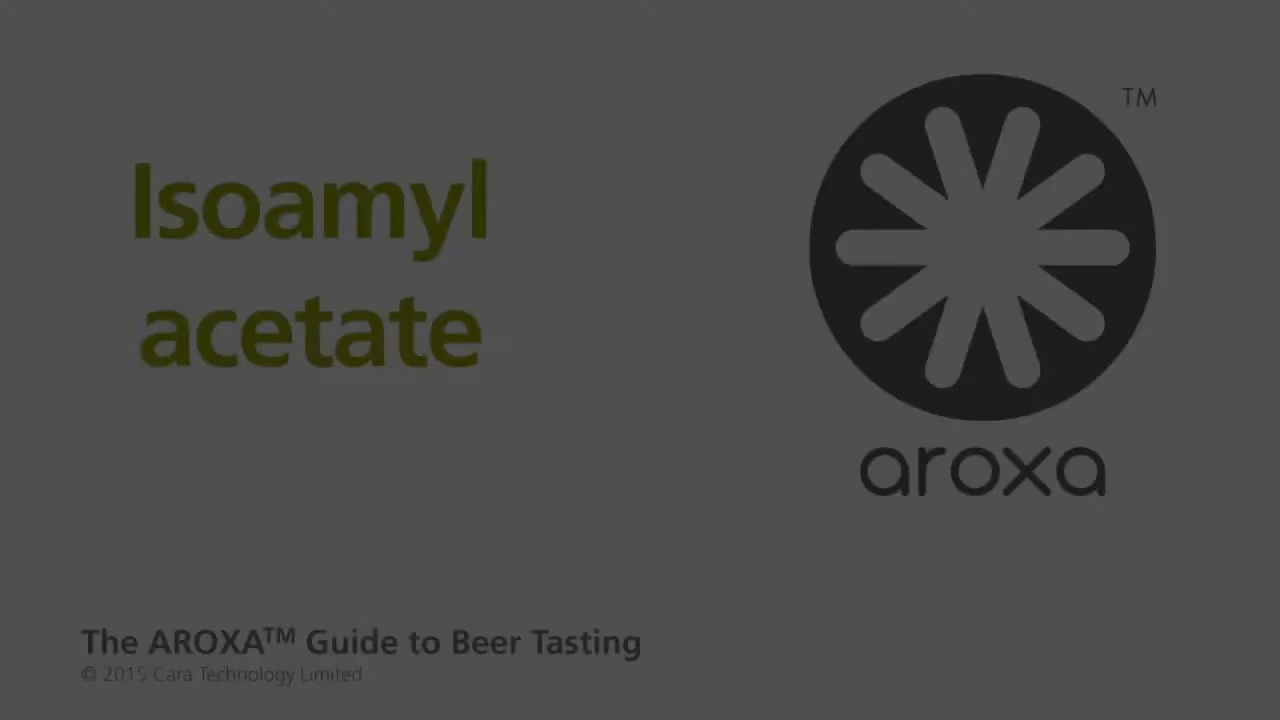 Isoamyl
acetate
TM
aroxa
The AROXA™ Guide to Beer Tasting
© 2015 Cara Technology Limited